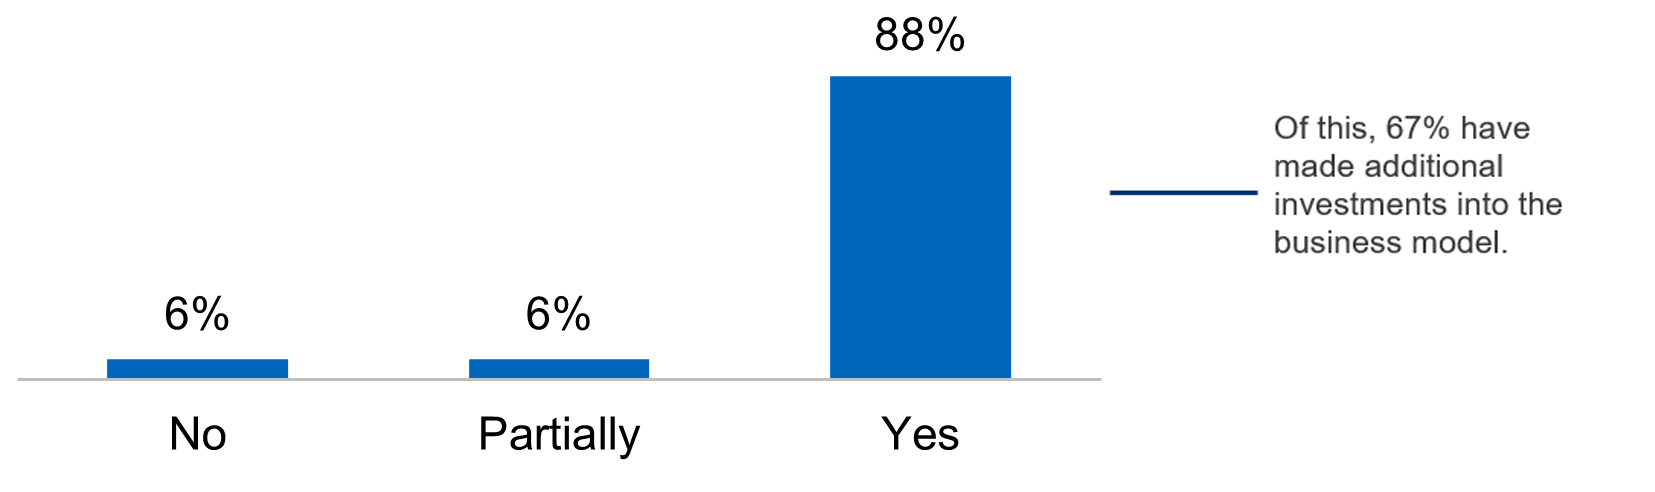 88%
Of this, 67% have
made additional
investments into the
business model.
6%
6%
No
Partially
Yes